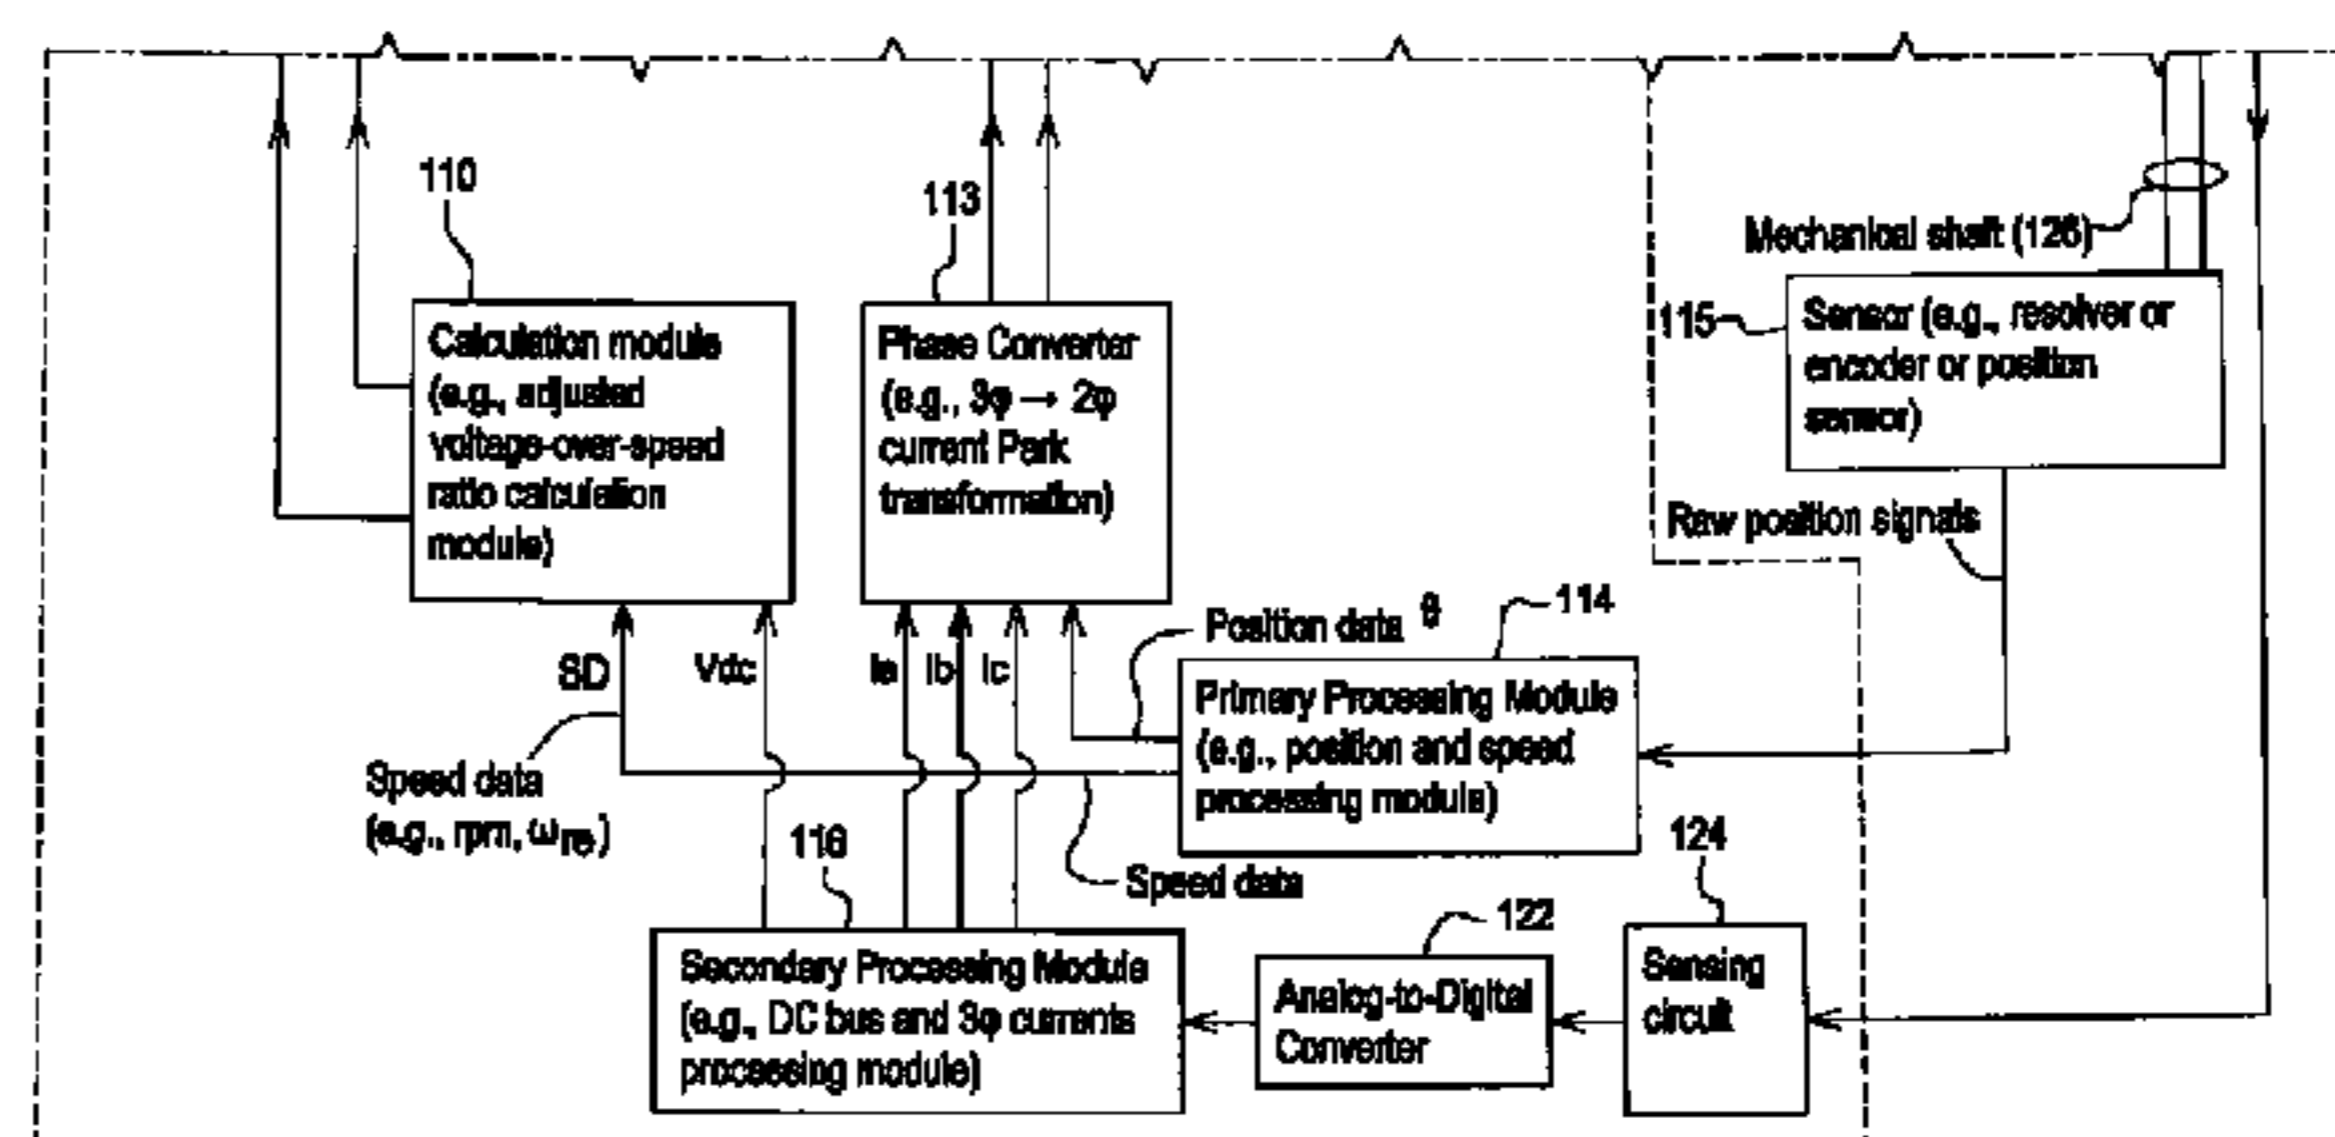 110
113
Mechanical shaft (126)
115
Sensor (e.g., resolver or
encoder or position
sensor)
Calculation module
(e.g., adjusted
voltage-over-speed
ratio calculation
module)
Phase Converter
(e.g., 3φ → 2φ
current Park
transformation)
Raw position signals
SD
Vdc
Ia
Ib
Ic
Position data θ
114
Primary Processing Module
(e.g., position and speed
processing module)
Speed data
(e.g., rpm, ωre)
116
Speed data
124
122
Secondary Processing Module
(e.g., DC bus and 3φ currents
processing module)
Analog-to-Digital
Converter
Sensing
circuit